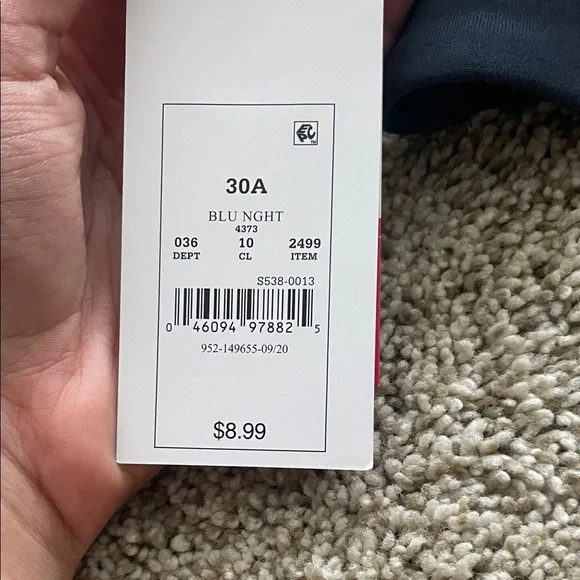 30A
BLU NGHT
4373
036 10 2499
DEPT CL ITEM
S538-0013
0 46094 97882 5
952-149655-09/20
$8.99